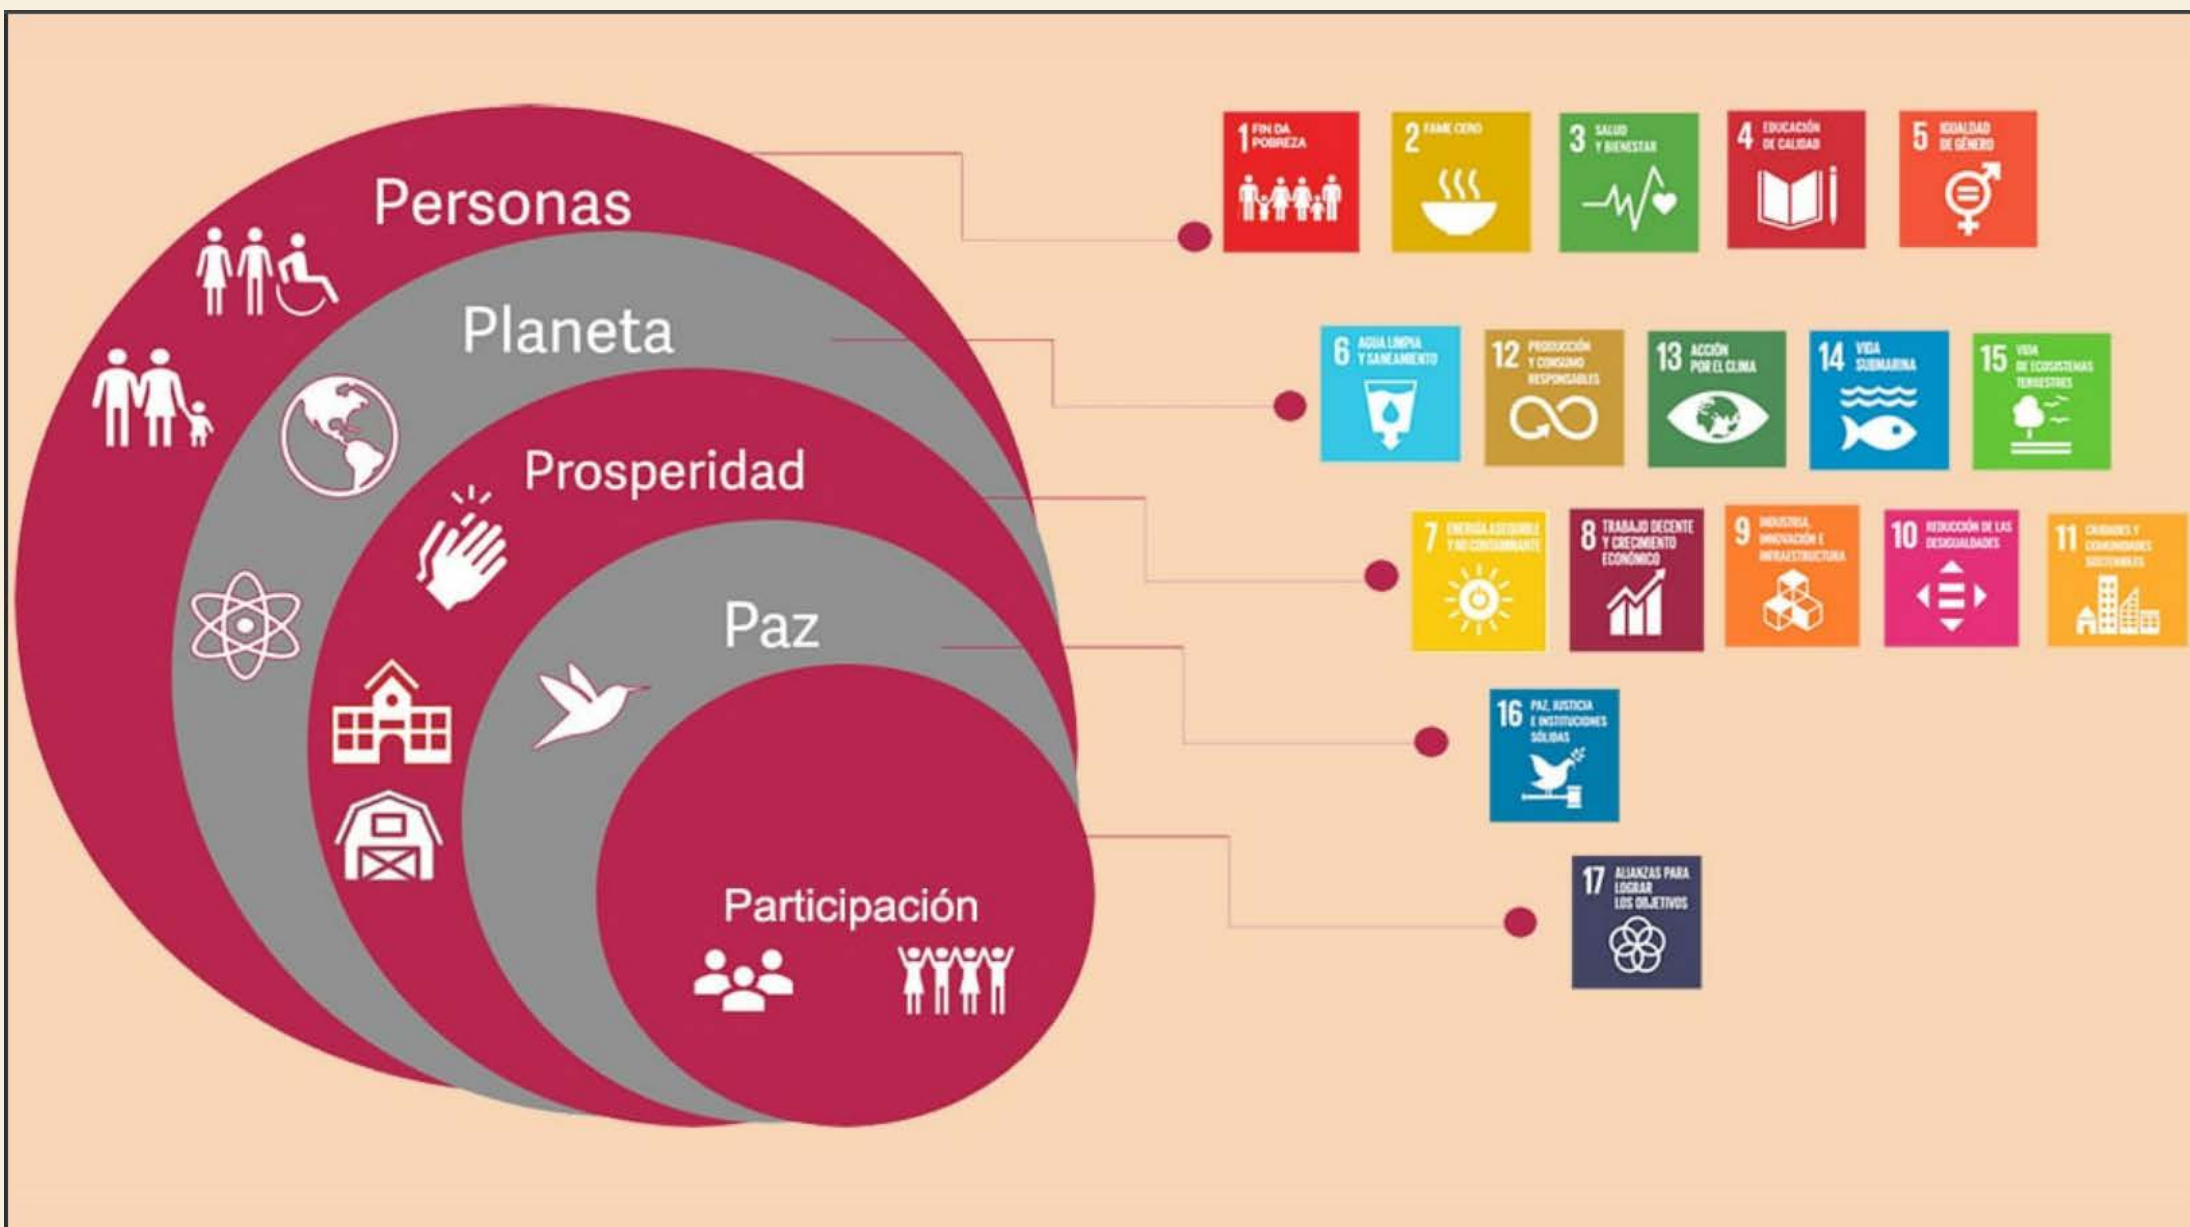 Personas
Planeta
Prosperidad
Paz
Participación
1 FIN DA
POBREZA
2 FAME CERO
3 SALUD
Y BIENESTAR
4 EDUCACIÓN
DE CALIDAD
5 IGUALDAD
DE GÉNERO
6 AGUA LIMPIA
Y SANEAMIENTO
12 PRODUCCIÓN
Y CONSUMO
RESPONSABLES
13 ACCIÓN
POR EL CLIMA
14 VIDA
SUBMARINA
15 VIDA
DE ECOSISTEMAS
TERRESTRES
7 ENERGÍA ASEQUIBLE
Y NO CONTAMINANTE
8 TRABAJO DECENTE
Y CRECIMIENTO
ECONÓMICO
9 INDUSTRIA,
INNOVACIÓN E
INFRAESTRUCTURA
10 REDUCCIÓN DE LAS
DESIGUALDADES
11 CIUDADES Y
COMUNIDADES
SOSTENIBLES
16 PAZ, JUSTICIA
E INSTITUCIONES
SÓLIDAS
17 ALIANZAS PARA
LOGRAR
LOS OBJETIVOS